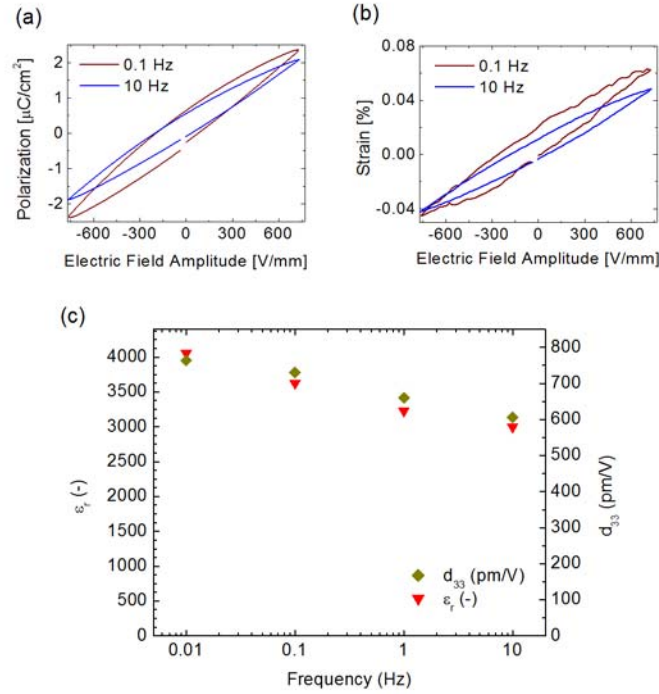 (a)
0.1 Hz
10 Hz
Polarization [μC/cm²]
2
1
0
-1
-2
-600 -300 0 300 600
Electric Field Amplitude [V/mm]
(b)
0.1 Hz
10 Hz
Strain [%]
0.08
0.04
0.00
-0.04
-600 -300 0 300 600
Electric Field Amplitude [V/mm]
(c)
εr (-)
4000
3500
3000
2500
2000
1500
1000
500
0
d33 (pm/V)
800
700
600
500
400
300
200
100
0
d33 (pm/V)
εr (-)
0.01 0.1 1 10
Frequency (Hz)